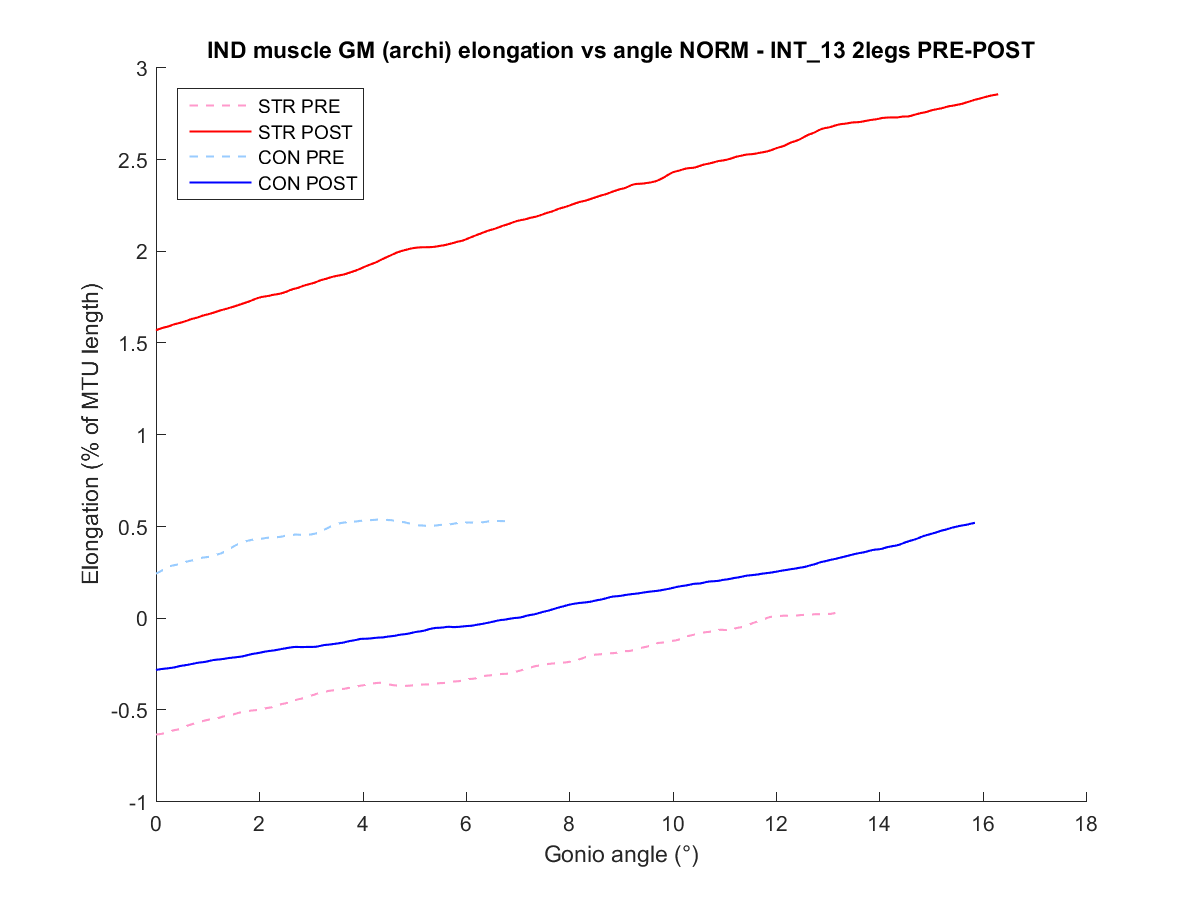 IND muscle GM (archi) elongation vs angle NORM - INT_13 2legs PRE-POST
STR PRE
STR POST
CON PRE
CON POST
3
2.5
2
1.5
1
0.5
0
-0.5
-1
Elongation (% of MTU length)
0 2 4 6 8 10 12 14 16 18
Gonio angle (°)